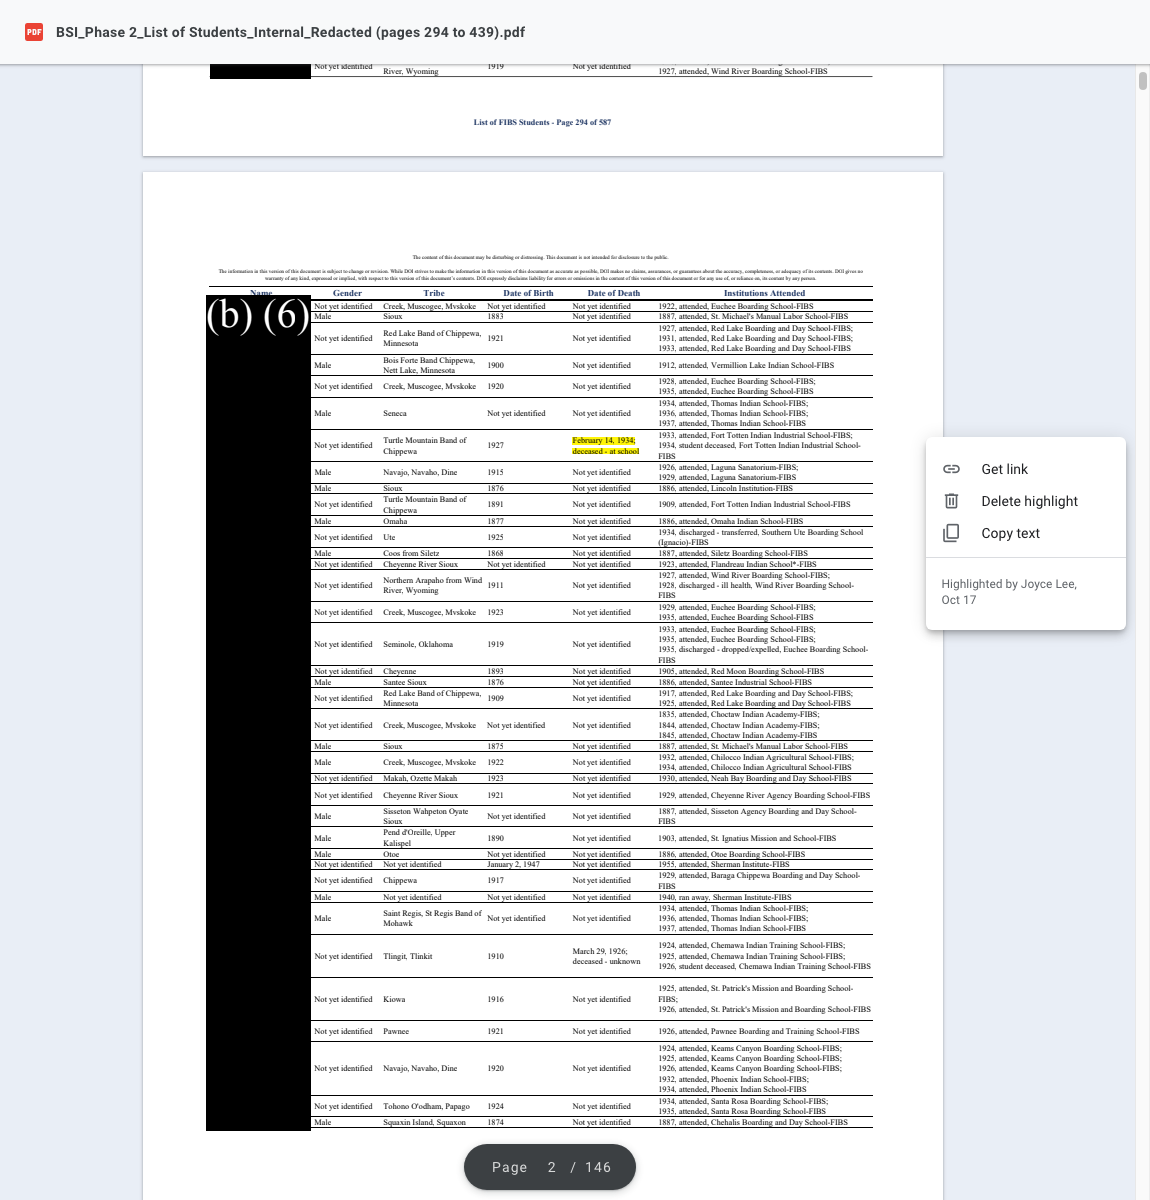 BSI_Phase 2_List of Students_Internal_Redacted (pages 294 to 439).pdf
Not yet identified River, Wyoming 1919 Not yet identified 1927, attended, Wind River Boarding School-FIBS
List of FIBS Students - Page 294 of 587
The content of this document may be disturbing or distressing. This document is not intended for disclosure to the public.
The information in this version of this document is subject to change or revision. While DOI strives to make the information in this version of this document as accurate as possible, DOI makes no claims, assurances, or guarantees about the accuracy, completeness, or adequacy of its contents. DOI gives no
warranty of any kind, expressed or implied, with respect to this version of this document's contents. DOI expressly disclaims liability for errors or omissions in the content of this version of this document or for any use of, or reliance on, its content by any person.
Name Gender Tribe Date of Birth Date of Death Institutions Attended
(b) (6)
Not yet identified Creek, Muscogee, Mvskoke Not yet identified Not yet identified 1922, attended, Euchee Boarding School-FIBS
Male Sioux 1883 Not yet identified 1887, attended, St. Michael's Manual Labor School-FIBS
Not yet identified Red Lake Band of Chippewa, Minnesota 1921 Not yet identified 1927, attended, Red Lake Boarding and Day School-FIBS;
1931, attended, Red Lake Boarding and Day School-FIBS;
1933, attended, Red Lake Boarding and Day School-FIBS
Male Bois Forte Band Chippewa, Nett Lake, Minnesota 1900 Not yet identified 1912, attended, Vermillion Lake Indian School-FIBS
Not yet identified Creek, Muscogee, Mvskoke 1920 Not yet identified 1928, attended, Euchee Boarding School-FIBS;
1935, attended, Euchee Boarding School-FIBS
Male Seneca Not yet identified Not yet identified 1934, attended, Thomas Indian School-FIBS;
1936, attended, Thomas Indian School-FIBS;
1937, attended, Thomas Indian School-FIBS
Not yet identified Turtle Mountain Band of Chippewa 1927 February 14, 1934; deceased - at school 1933, attended, Fort Totten Indian Industrial School-FIBS;
1934, student deceased, Fort Totten Indian Industrial School-
FIBS
Male Navajo, Navaho, Dine 1915 Not yet identified 1926, attended, Laguna Sanatorium-FIBS;
1929, attended, Laguna Sanatorium-FIBS
Male Sioux 1876 Not yet identified 1886, attended, Lincoln Institution-FIBS
Not yet identified Turtle Mountain Band of Chippewa 1891 Not yet identified 1909, attended, Fort Totten Indian Industrial School-FIBS
Male Omaha 1877 Not yet identified 1886, attended, Omaha Indian School-FIBS
Not yet identified Ute 1925 Not yet identified 1934, discharged - transferred, Southern Ute Boarding School
(Ignacio)-FIBS
Male Coos from Siletz 1868 Not yet identified 1887, attended, Siletz Boarding School-FIBS
Not yet identified Cheyenne River Sioux Not yet identified Not yet identified 1923, attended, Flandreau Indian School*-FIBS
Not yet identified Northern Arapaho from Wind River, Wyoming 1911 Not yet identified 1927, attended, Wind River Boarding School-FIBS;
1928, discharged - ill health, Wind River Boarding School-
FIBS
Not yet identified Creek, Muscogee, Mvskoke 1923 Not yet identified 1929, attended, Euchee Boarding School-FIBS;
1935, attended, Euchee Boarding School-FIBS
Not yet identified Seminole, Oklahoma 1919 Not yet identified 1933, attended, Euchee Boarding School-FIBS;
1935, attended, Euchee Boarding School-FIBS;
1935, discharged - dropped/expelled, Euchee Boarding School-
FIBS
Not yet identified Cheyenne 1893 Not yet identified 1905, attended, Red Moon Boarding School-FIBS
Male Santee Sioux 1876 Not yet identified 1886, attended, Santee Industrial School-FIBS
Not yet identified Red Lake Band of Chippewa, Minnesota 1909 Not yet identified 1917, attended, Red Lake Boarding and Day School-FIBS;
1925, attended, Red Lake Boarding and Day School-FIBS
Not yet identified Creek, Muscogee, Mvskoke Not yet identified Not yet identified 1835, attended, Choctaw Indian Academy-FIBS;
1844, attended, Choctaw Indian Academy-FIBS;
1845, attended, Choctaw Indian Academy-FIBS
Male Sioux 1875 Not yet identified 1887, attended, St. Michael's Manual Labor School-FIBS
Male Creek, Muscogee, Mvskoke 1922 Not yet identified 1932, attended, Chilocco Indian Agricultural School-FIBS;
1934, attended, Chilocco Indian Agricultural School-FIBS
Not yet identified Makah, Ozette Makah 1923 Not yet identified 1930, attended, Neah Bay Boarding and Day School-FIBS
Not yet identified Cheyenne River Sioux 1921 Not yet identified 1929, attended, Cheyenne River Agency Boarding School-FIBS
Male Sisseton Wahpeton Oyate Sioux Not yet identified Not yet identified 1887, attended, Sisseton Agency Boarding and Day School-
FIBS
Male Pend d'Oreille, Upper Kalispel 1890 Not yet identified 1903, attended, St. Ignatius Mission and School-FIBS
Male Otoe Not yet identified Not yet identified 1886, attended, Otoe Boarding School-FIBS
Not yet identified Not yet identified January 2, 1947 Not yet identified 1955, attended, Sherman Institute-FIBS
Not yet identified Chippewa 1917 Not yet identified 1929, attended, Baraga Chippewa Boarding and Day School-
FIBS
Male Not yet identified Not yet identified Not yet identified 1940, ran away, Sherman Institute-FIBS
Male Saint Regis, St Regis Band of Mohawk Not yet identified Not yet identified 1934, attended, Thomas Indian School-FIBS;
1936, attended, Thomas Indian School-FIBS;
1937, attended, Thomas Indian School-FIBS
Not yet identified Tlingit, Tlinkit 1910 March 29, 1926; deceased - unknown 1924, attended, Chemawa Indian Training School-FIBS;
1925, attended, Chemawa Indian Training School-FIBS;
1926, student deceased, Chemawa Indian Training School-FIBS
Not yet identified Kiowa 1916 Not yet identified 1925, attended, St. Patrick's Mission and Boarding School-
FIBS;
1926, attended, St. Patrick's Mission and Boarding School-FIBS
Not yet identified Pawnee 1921 Not yet identified 1926, attended, Pawnee Boarding and Training School-FIBS
Not yet identified Navajo, Navaho, Dine 1920 Not yet identified 1924, attended, Keams Canyon Boarding School-FIBS;
1925, attended, Keams Canyon Boarding School-FIBS;
1926, attended, Keams Canyon Boarding School-FIBS;
1932, attended, Phoenix Indian School-FIBS;
1934, attended, Phoenix Indian School-FIBS
Not yet identified Tohono O'odham, Papago 1924 Not yet identified 1934, attended, Santa Rosa Boarding School-FIBS;
1935, attended, Santa Rosa Boarding School-FIBS
Male Squaxin Island, Squaxon 1874 Not yet identified 1887, attended, Chehalis Boarding and Day School-FIBS
Get link
Delete highlight
Copy text
Highlighted by Joyce Lee,
Oct 17
Page 2 / 146